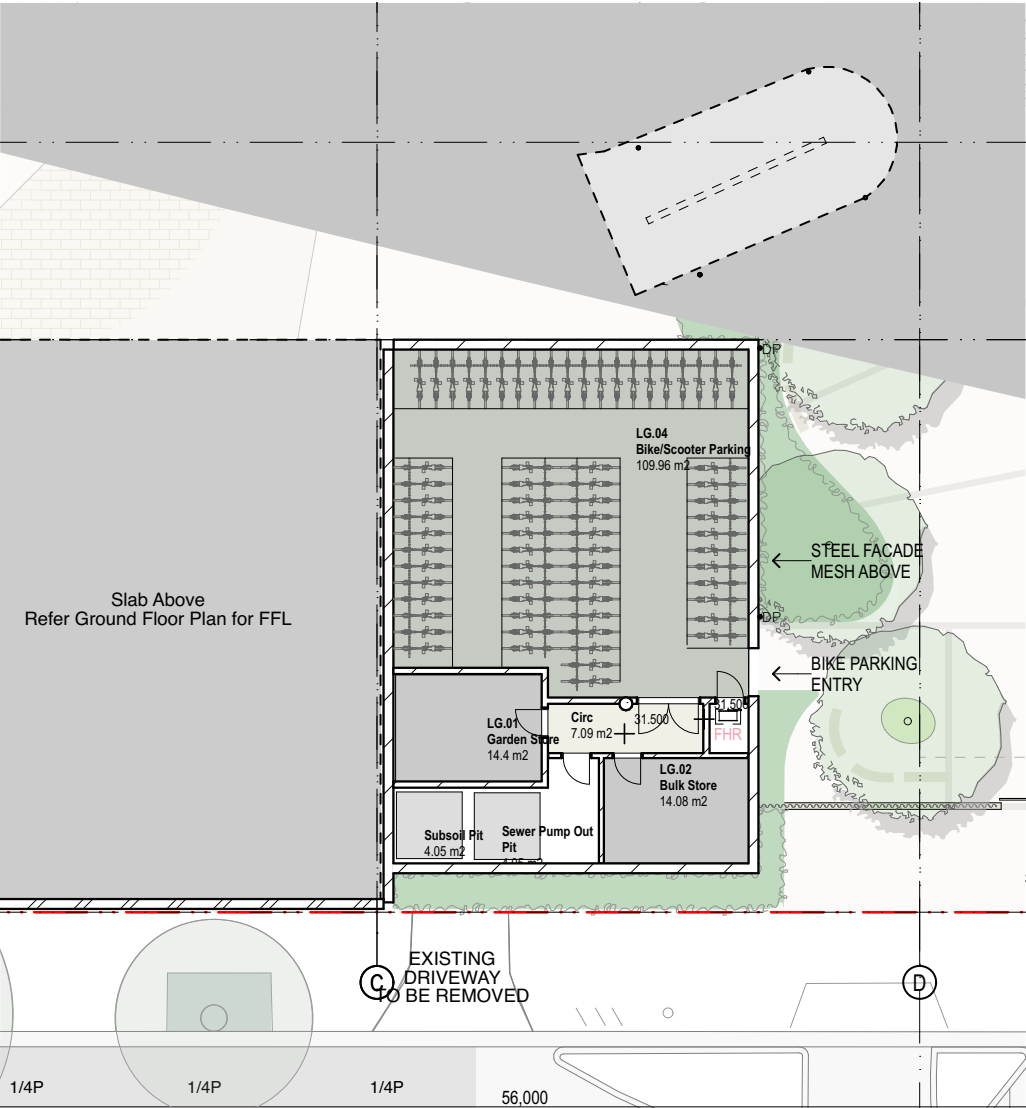 DP
LG.04
Bike/Scooter Parking
109.96 m2
STEEL FACADE
MESH ABOVE
Slab Above
Refer Ground Floor Plan for FFL
DP
BIKE PARKING
ENTRY
31.500
LG.01
Garden Store
14.4 m2
Circ
7.09 m2
31.500
FHR
LG.02
Bulk Store
14.08 m2
Subsoil Pit
4.05 m2
Sewer Pump Out
Pit
4.05 m2
EXISTING
DRIVEWAY
TO BE REMOVED
C
D
1/4P
1/4P
1/4P
56,000